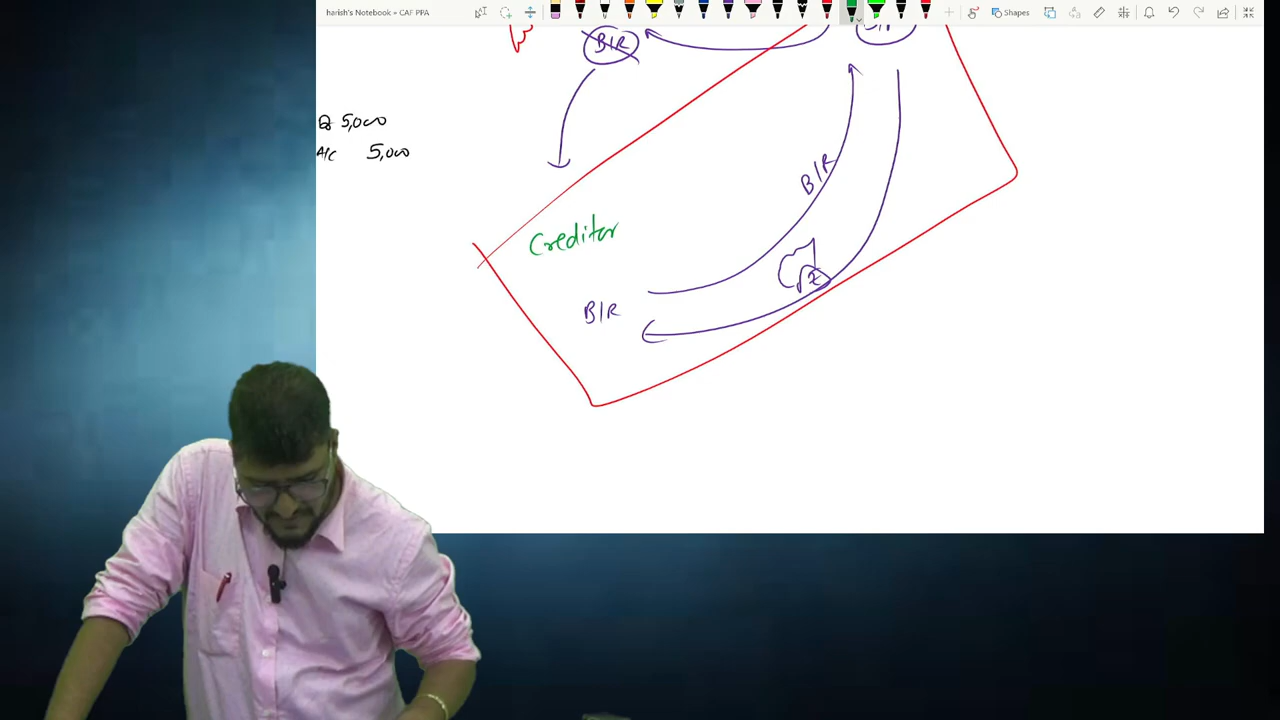 harish's Notebook » CAF PPA
Shapes
B/R
5,000
A/C 5,000
B/R
Creditor
B/R